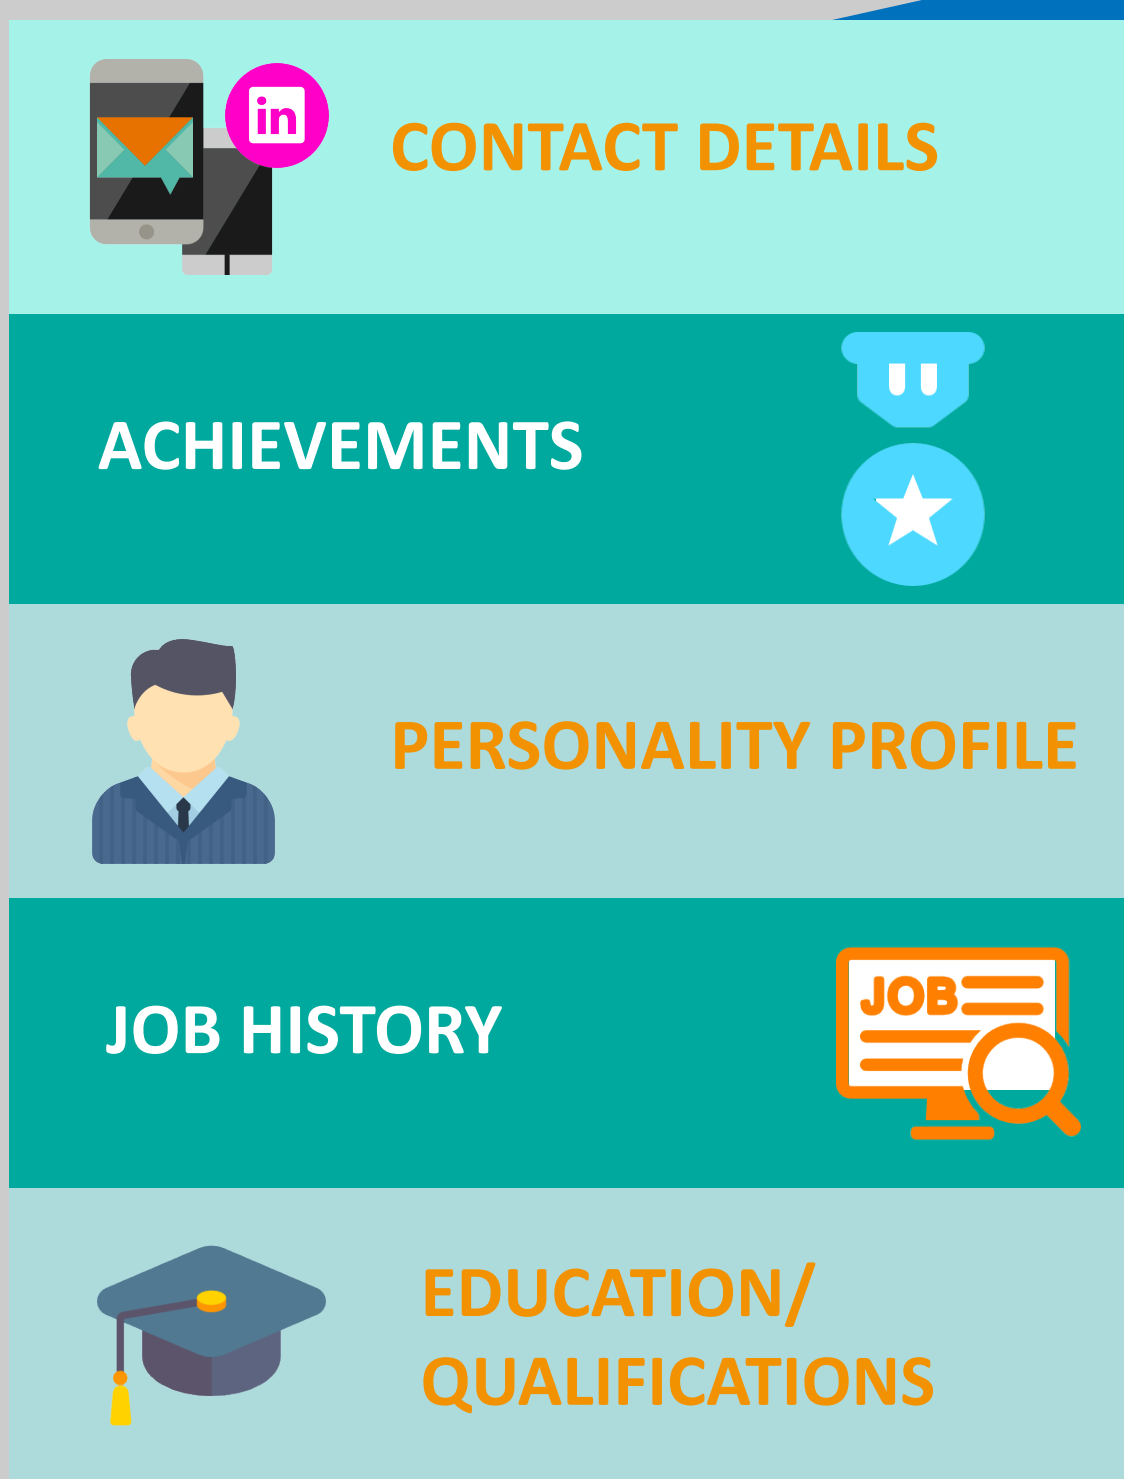 in
CONTACT DETAILS
ACHIEVEMENTS
PERSONALITY PROFILE
JOB HISTORY
JOB
EDUCATION/
QUALIFICATIONS